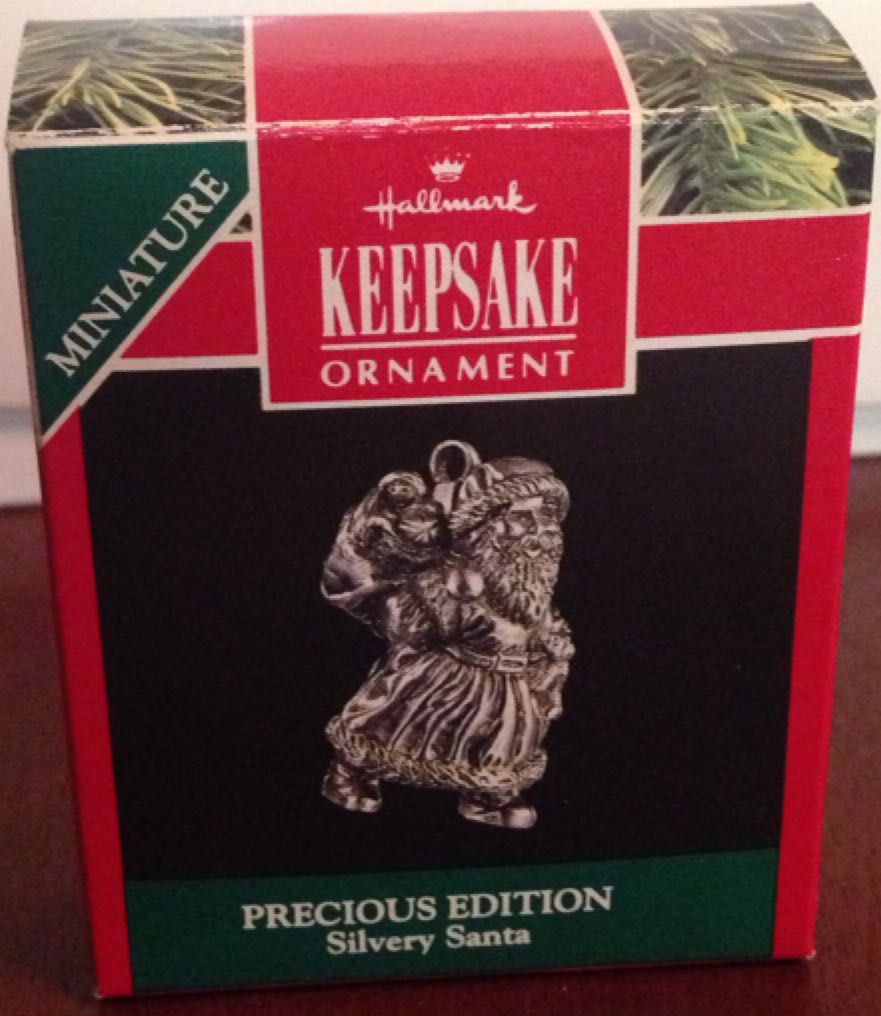 MINIATURE
Hallmark
KEEPSAKE
ORNAMENT
PRECIOUS EDITION
Silvery Santa